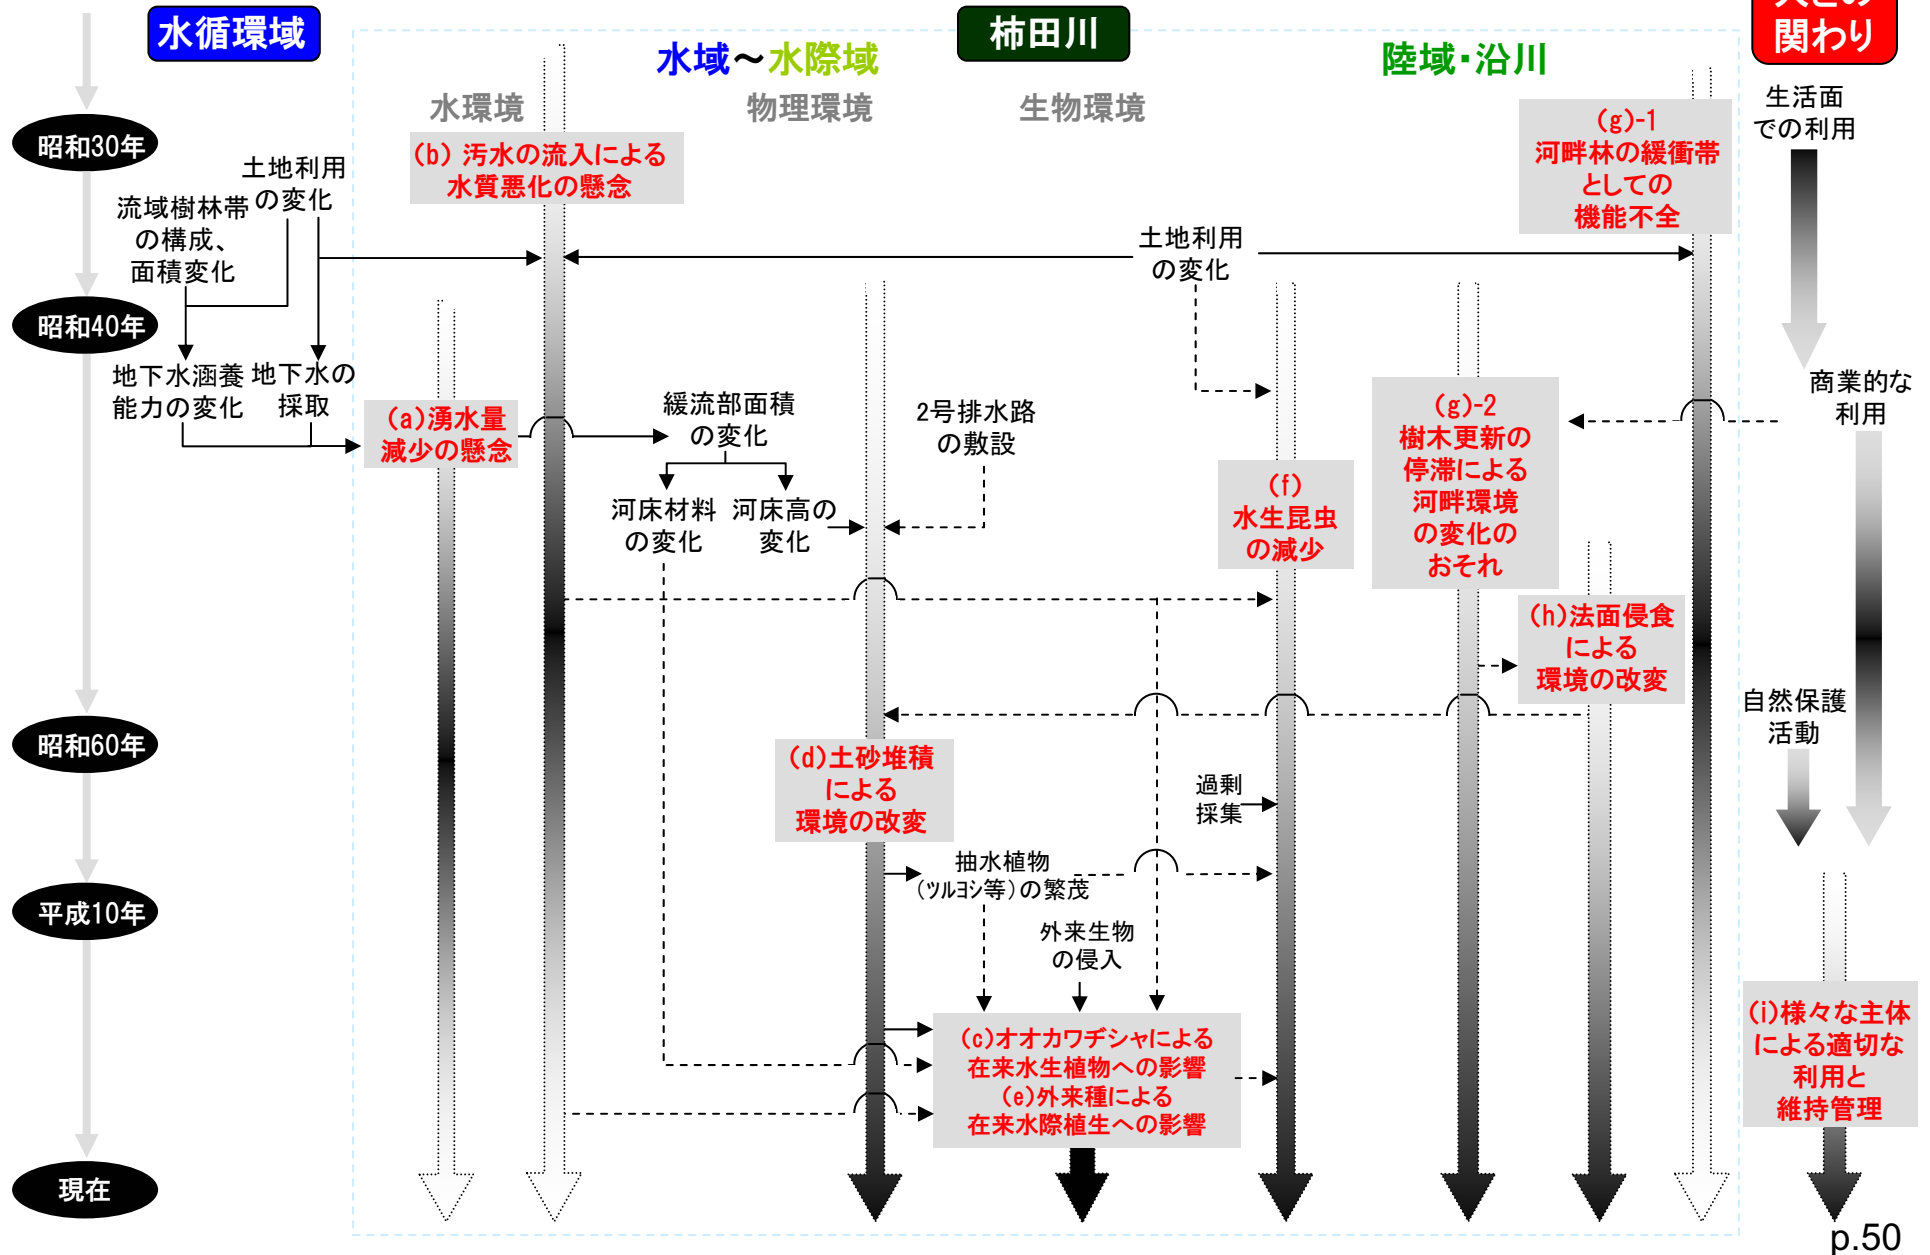 水循環域
柿田川
関わり
水域～水際域
陸域・沿川
水環境
物理環境
生物環境
生活面
での利用
昭和30年
昭和40年
昭和60年
平成10年
現在
土地利用
の変化
流域樹林帯
の構成、
面積変化
地下水涵養
能力の変化
地下水の
採取
(b) 汚水の流入による
水質悪化の懸念
(g)-1
河畔林の緩衝帯
としての
機能不全
土地利用
の変化
(a)湧水量
減少の懸念
緩流部面積
の変化
河床材料
の変化
河床高の
変化
2号排水路
の敷設
(f)
水生昆虫
の減少
(g)-2
樹木更新の
停滞による
河畔環境
の変化の
おそれ
商業的な
利用
(h)法面侵食
による
環境の改変
自然保護
活動
(d)土砂堆積
による
環境の改変
過剰
採集
抽水植物
(ツルヨシ等)の繁茂
外来生物
の侵入
(c)オオカワヂシャによる
在来水生植物への影響
(e)外来種による
在来水際植生への影響
(i)様々な主体
による適切な
利用と
維持管理
p.50